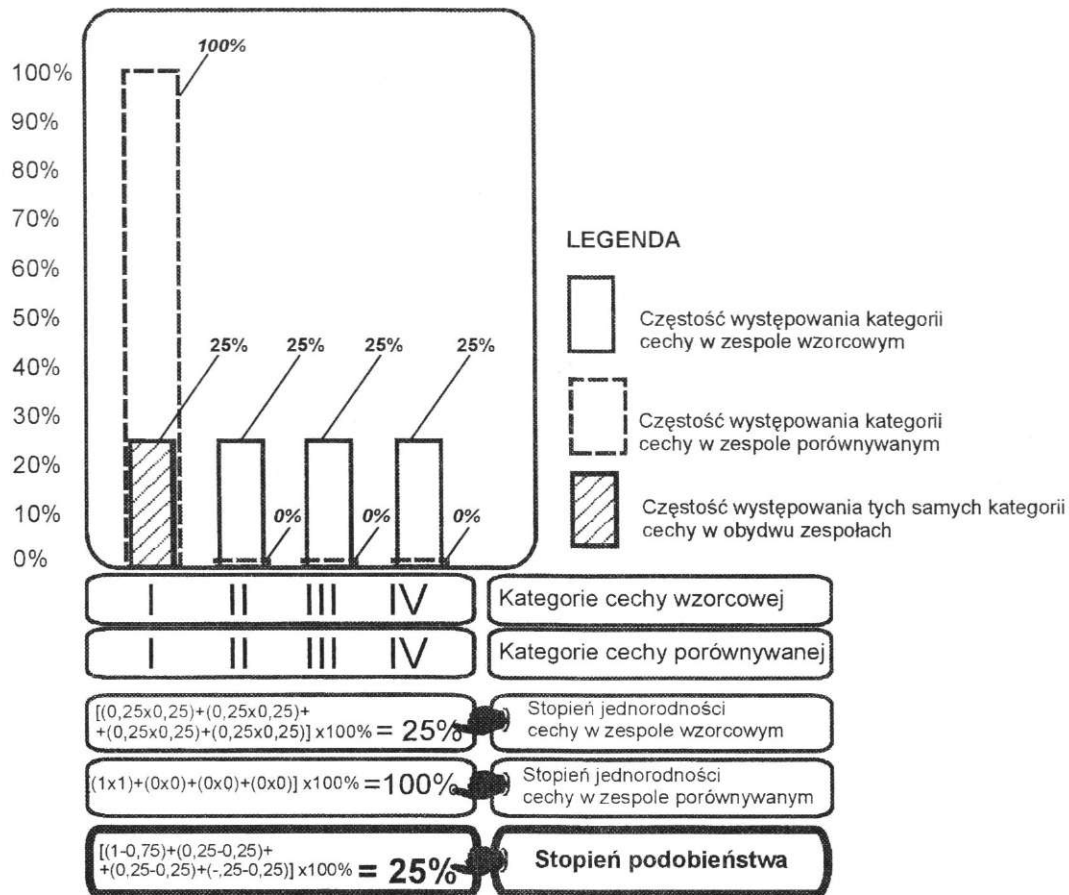 100%
100%
90%
80%
70%
60%
50%
40%
30%
20%
10%
0%
25%
25%
25%
25%
0%
0%
0%
LEGENDA
Częstość występowania kategorii
cechy w zespole wzorcowym
Częstość występowania kategorii
cechy w zespole porównywanym
Częstość występowania tych samych kategorii
cechy w obydwu zespołach
I II III IV
Kategorie cechy wzorcowej
I II III IV
Kategorie cechy porównywanej
[(0,25x0,25)+(0,25x0,25)+
+(0,25x0,25)+(0,25x0,25)] x100% = 25%
Stopień jednorodności
cechy w zespole wzorcowym
(1x1)+(0x0)+(0x0)+(0x0)] x100% =100%
Stopień jednorodności
cechy w zespole porównywanym
[(1-0,75)+(0,25-0,25)+
+(0,25-0,25)+(-,25-0,25)] x100% = 25%
Stopień podobieństwa